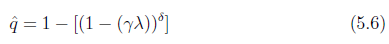 q̂ = 1 − [(1 − (γλ))^δ] (5.6)